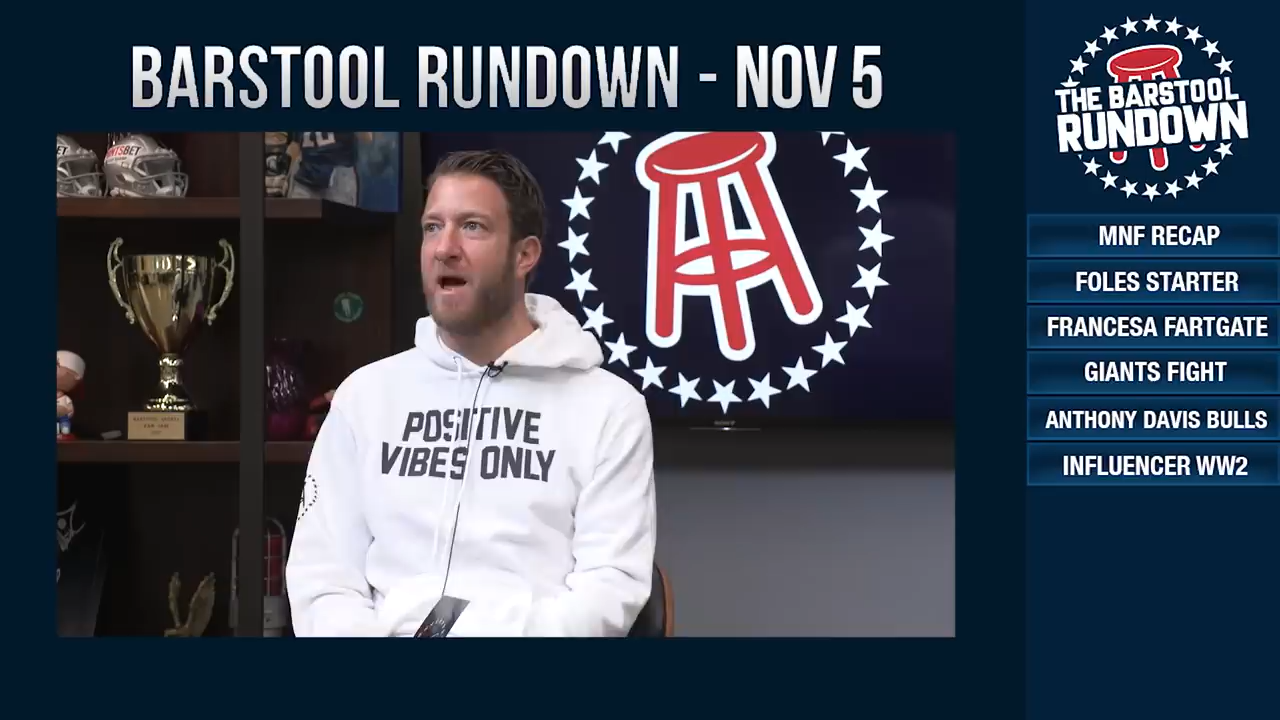 BARSTOOL RUNDOWN - NOV 5
THE BARSTOOL
RUNDOWN
MNF RECAP
FOLES STARTER
FRANCESA FARTGATE
GIANTS FIGHT
ANTHONY DAVIS BULLS
INFLUENCER WW2
POSITIVE
VIBES ONLY
SONY